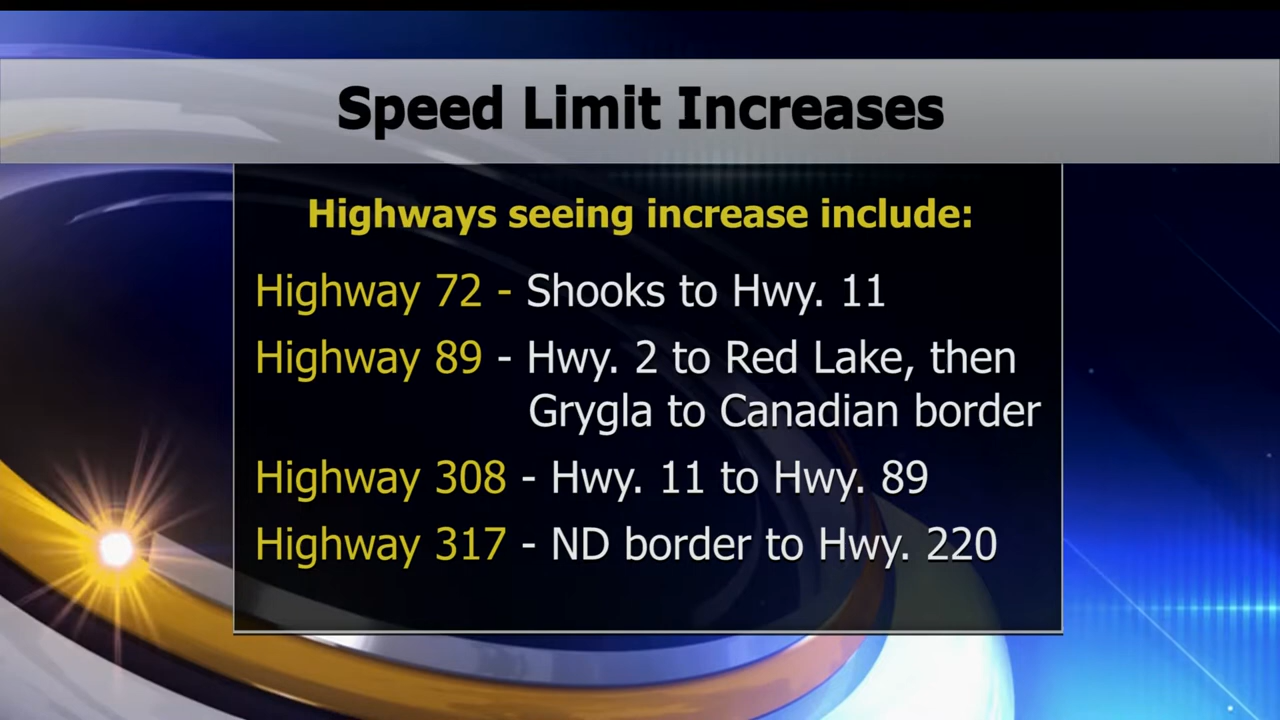 Speed Limit Increases
Highways seeing increase include:
Highway 72 - Shooks to Hwy. 11
Highway 89 - Hwy. 2 to Red Lake, then
Grygla to Canadian border
Highway 308 - Hwy. 11 to Hwy. 89
Highway 317 - ND border to Hwy. 220